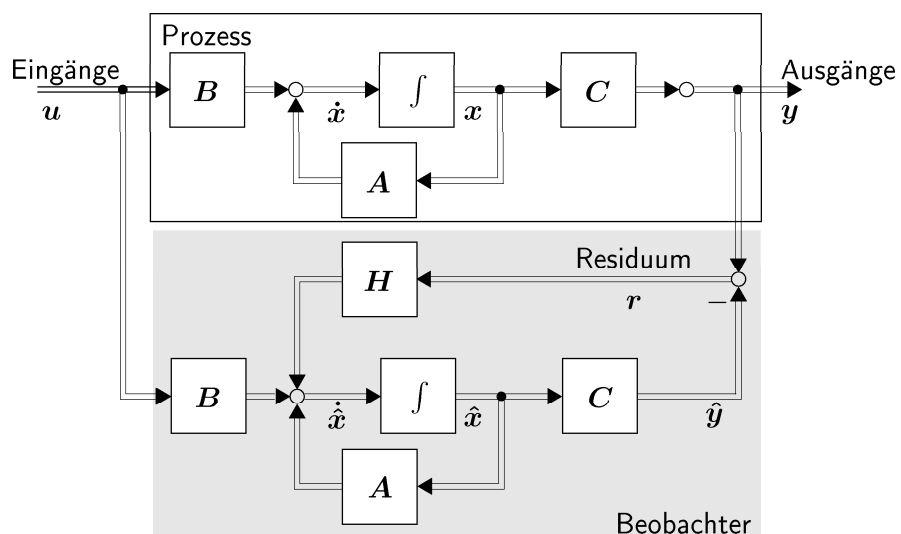 Prozess
Eingänge
B
∫
C
Ausgänge
u
ẋ
x
y
A
H
Residuum
r
−
B
∫
C
x̂̇
x̂
ŷ
A
Beobachter